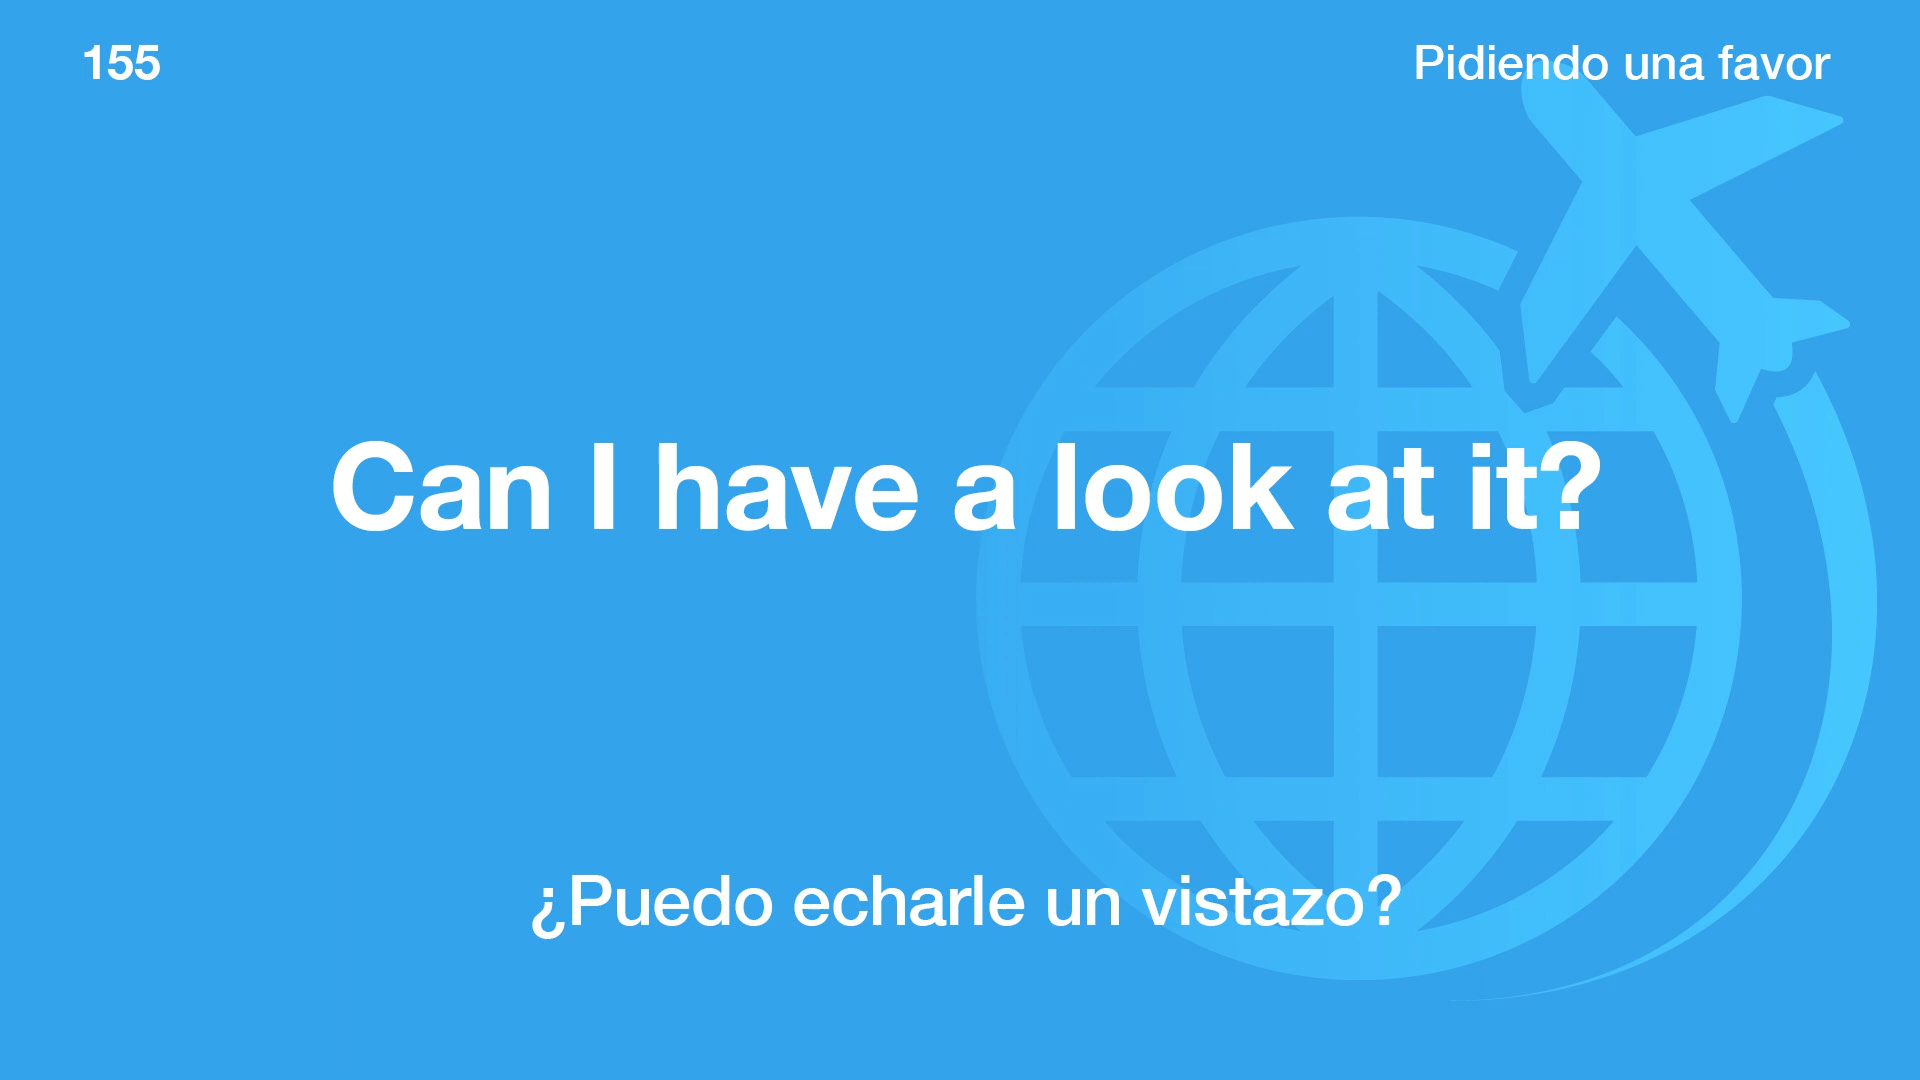 155
Pidiendo una favor
Can I have a look at it?
¿Puedo echarle un vistazo?